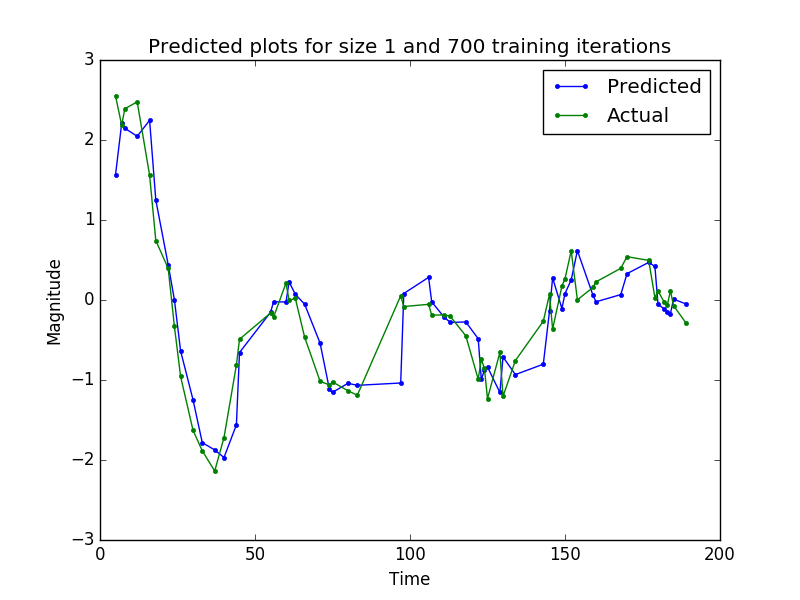 Predicted plots for size 1 and 700 training iterations
Predicted
Actual
3
2
1
0
−1
−2
−3
Magnitude
0 50 100 150 200
Time